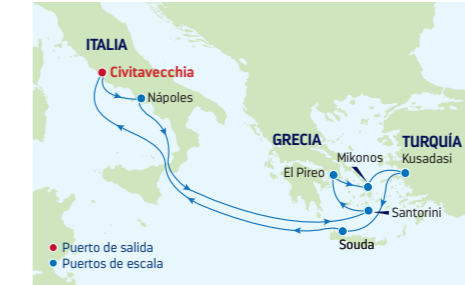 ITALIA
Civitavecchia
Nápoles
GRECIA
TURQUÍA
Mikonos
Kusadasi
El Pireo
Santorini
Souda
Puerto de salida
Puertos de escala